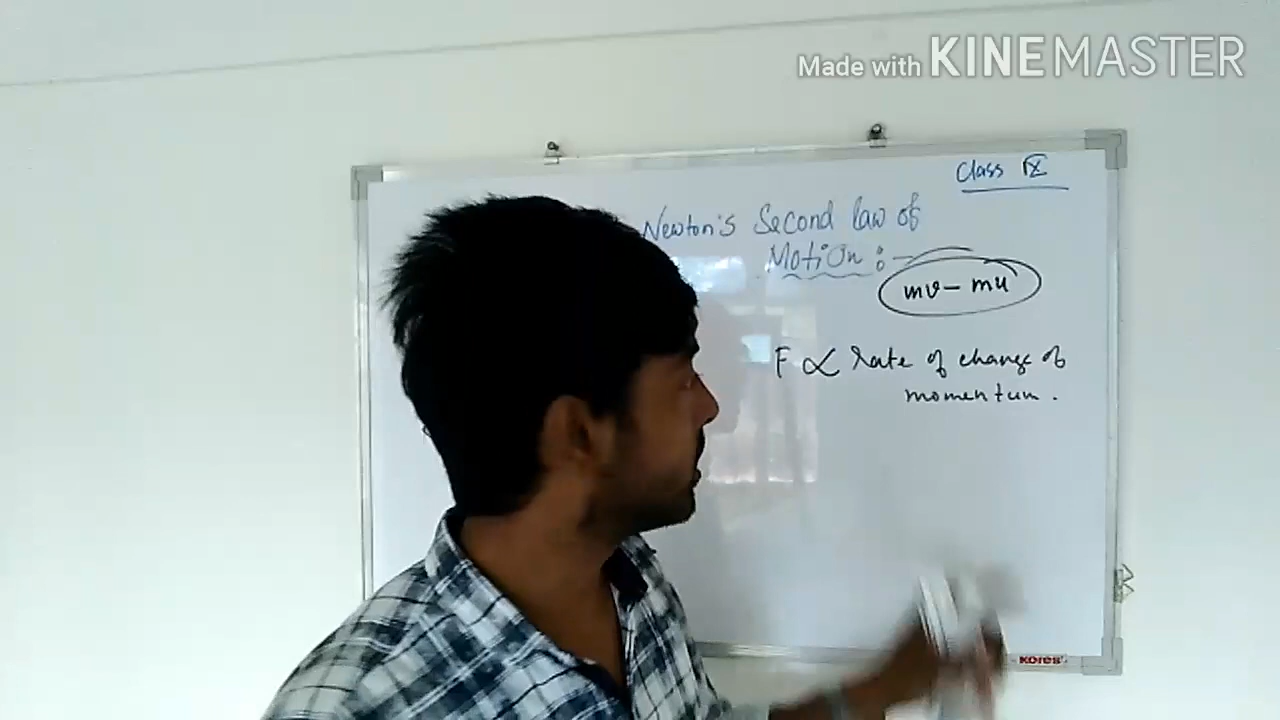 Made with KINEMASTER
Class IX
Newton's Second law of
Motion :-
mv - mu
F ∝ rate of change of
momentum.
Kores